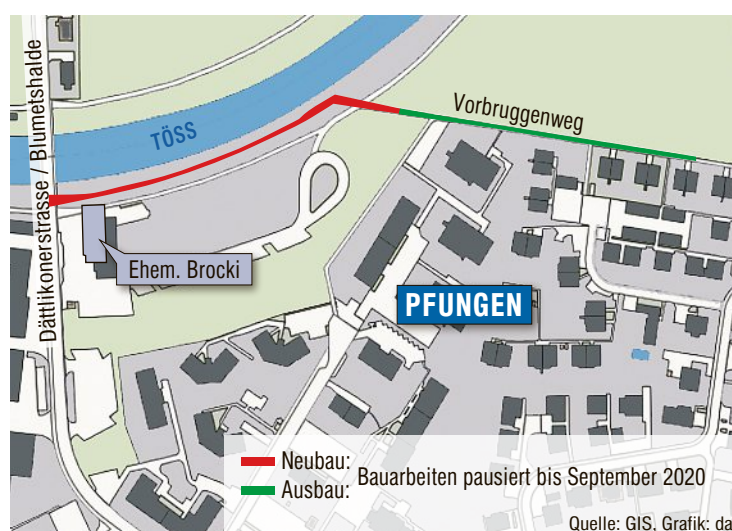 Vorbruggenweg
TÖSS
Dättlikonerstrasse / Blumetshalde
Ehem. Brocki
PFUNGEN
Neubau:
Ausbau:
Bauarbeiten pausiert bis September 2020
Quelle: GIS, Grafik: da